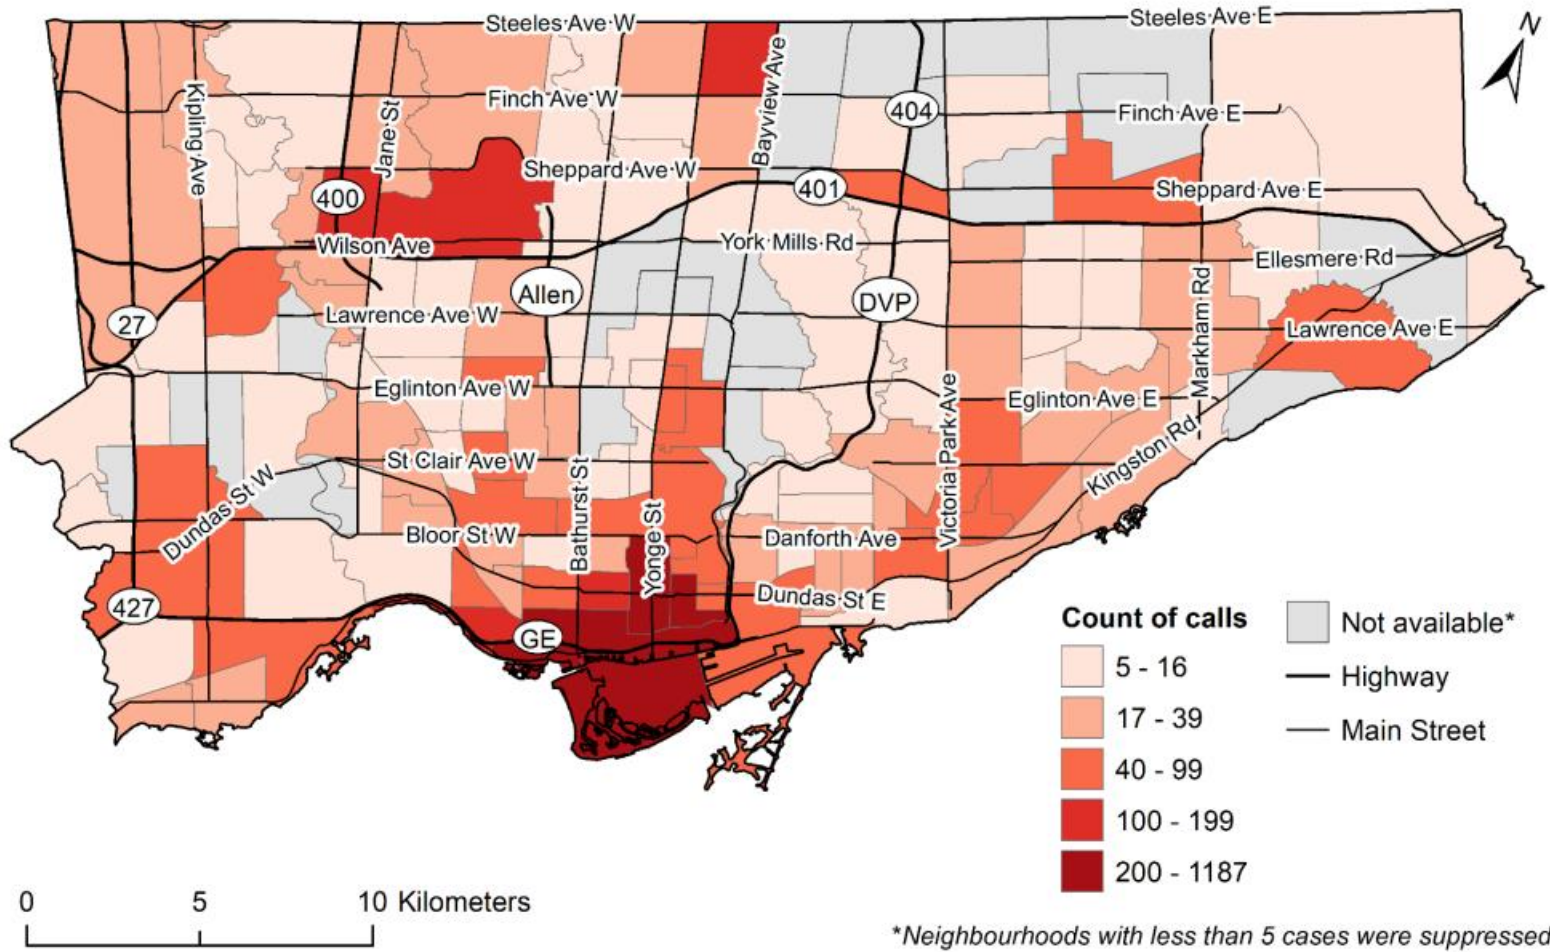 Steeles Ave W
Steeles Ave E
N
Kipling Ave
Finch Ave W
Jane St
Bayview Ave
404
Finch Ave E
Sheppard Ave W
400
401
Sheppard Ave E
Wilson Ave
York Mills Rd
Ellesmere Rd
Allen
DVP
Markham Rd
27
Lawrence Ave W
Lawrence Ave E
Eglinton Ave W
Eglinton Ave E
Victoria Park Ave
Kingston Rd
St Clair Ave W
Bathurst St
Yonge St
Dundas St W
Bloor St W
Danforth Ave
427
Dundas St E
GE
Count of calls
5 - 16
17 - 39
40 - 99
100 - 199
200 - 1187
Not available*
Highway
Main Street
0 5 10 Kilometers
*Neighbourhoods with less than 5 cases were suppressed